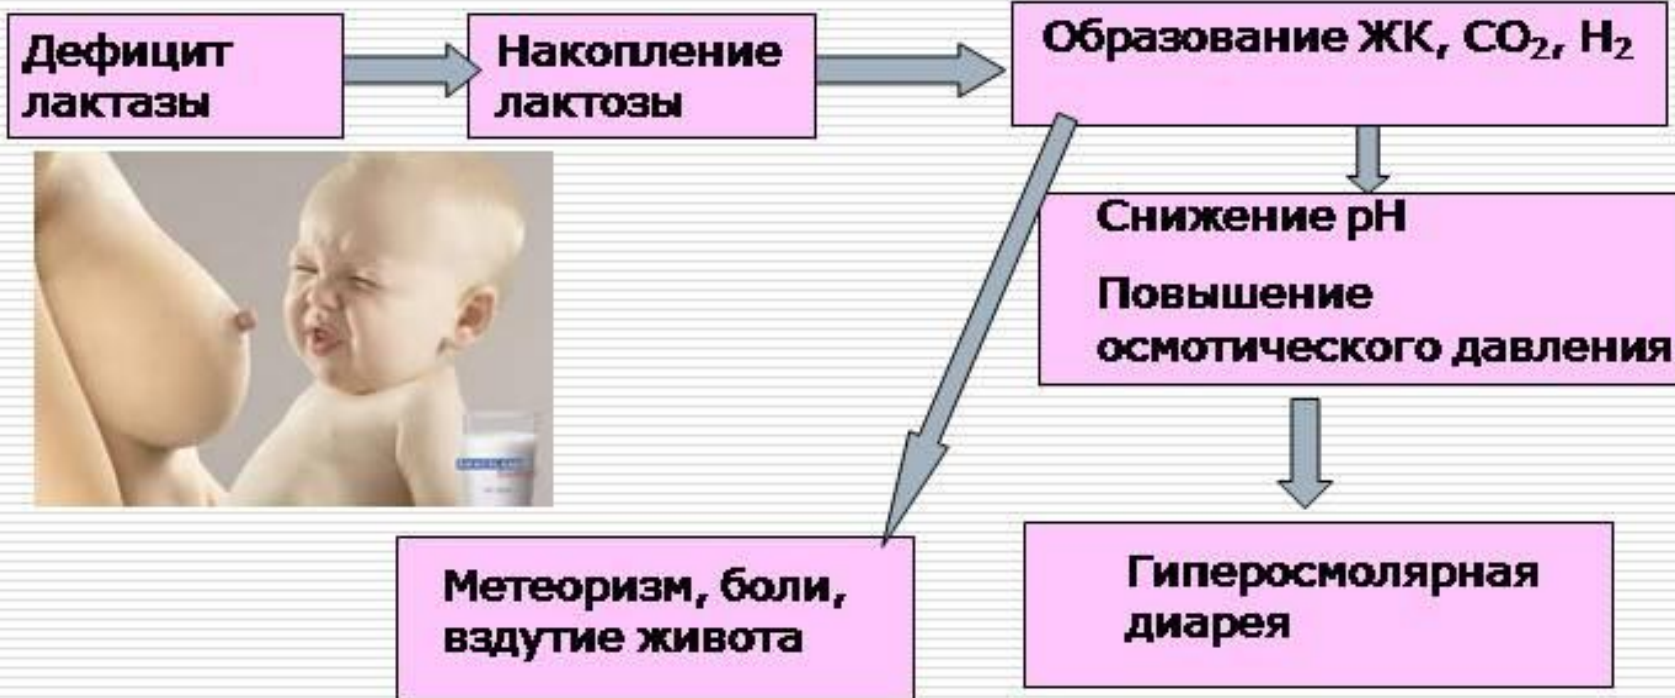 Дефицит
лактазы
Накопление
лактозы
Образование ЖК, CO₂, H₂
Снижение pH
Повышение
осмотического давления
Метеоризм, боли,
вздутие живота
Гиперосмолярная
диарея